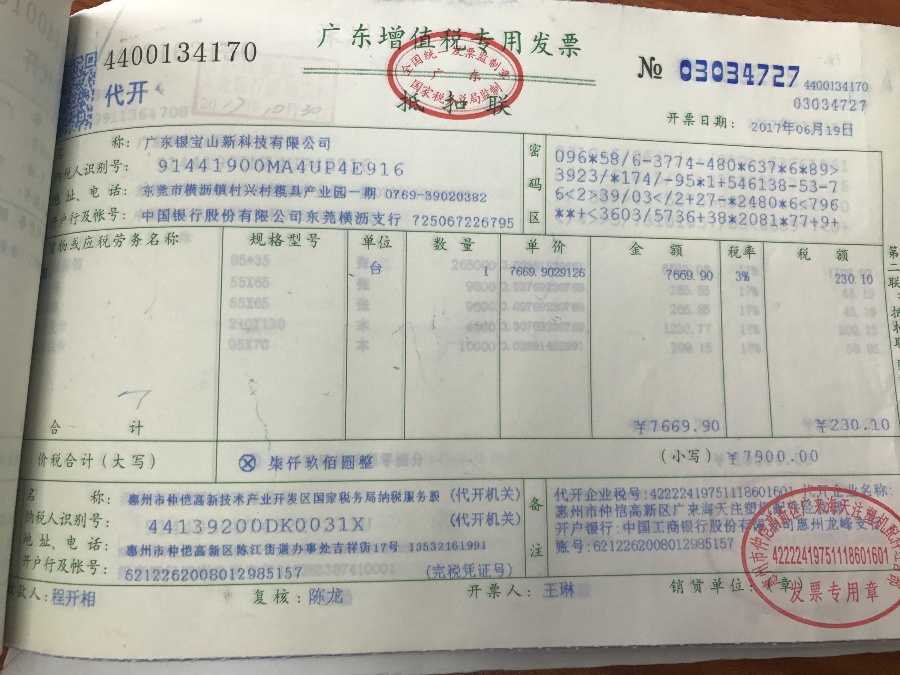 4400134170
广东增值税专用发票
№ 03034727
4400134170
03034727
代开
抵扣联
全国统一发票监制章
广东
国家税务总局监制
开票日期: 2017年06月19日
称: 广东银宝山新科技有限公司
纳税人识别号: 91441900MA4UP4E916
地址、电话: 东莞市横沥镇村兴村模具产业园一期 0769-39020382
开户行及帐号: 中国银行股份有限公司东莞横沥支行 725067226795
密码区
096*58/6-3774-480*637*6*89>
3923/*174/-95*1+546138-53-7
6<2>39/03</2+27-*2480*6<796
**+<3603/5736+38*2081*77+9+
货物或应税劳务名称 规格型号 单位 数量 单价 金额 税率 税额
台 1 7669.9029126 7669.90 3% 230.10
合计 ¥7669.90 ¥230.10
价税合计(大写) ⊗ 柒仟玖佰圆整 (小写) ¥7900.00
名称: 惠州市仲恺高新技术产业开发区国家税务局纳税服务股 (代开机关)
纳税人识别号: 44139200DK0031X (代开机关)
地址、电话: 惠州市仲恺高新区陈江街道办事处吉祥街17号 13532161991
开户行及帐号: 6212262008012985157 (完税凭证号)
备注
代开企业税号:42222419751118601601 代开企业名称:
惠州市仲恺高新区广来海天注塑机配件经
开户银行:中国工商银行股份有限公司惠州龙峰支
账号:6212262008012985157
42222419751118601601
发票专用章
收款人: 程开相 复核: 陈龙 开票人: 王琳 销货单位:(章)
第二联:抵扣联